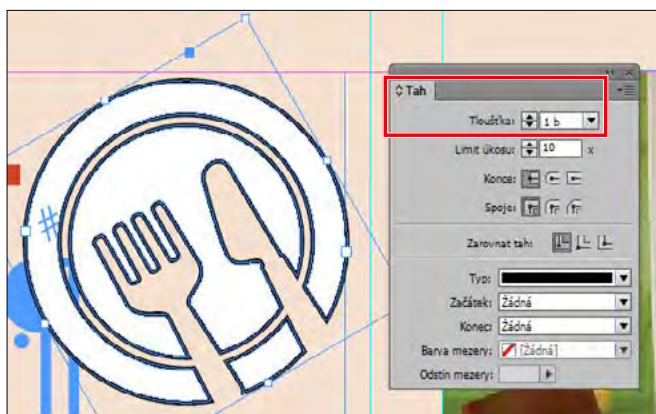 Tah
Tloušťka: 1 b
Limit úkosu: 10 x
Konce:
Spoje:
Zarovnat tah:
Typ:
Začátek: Žádná
Konec: Žádná
Barva mezery: [Žádná]
Odstín mezery: